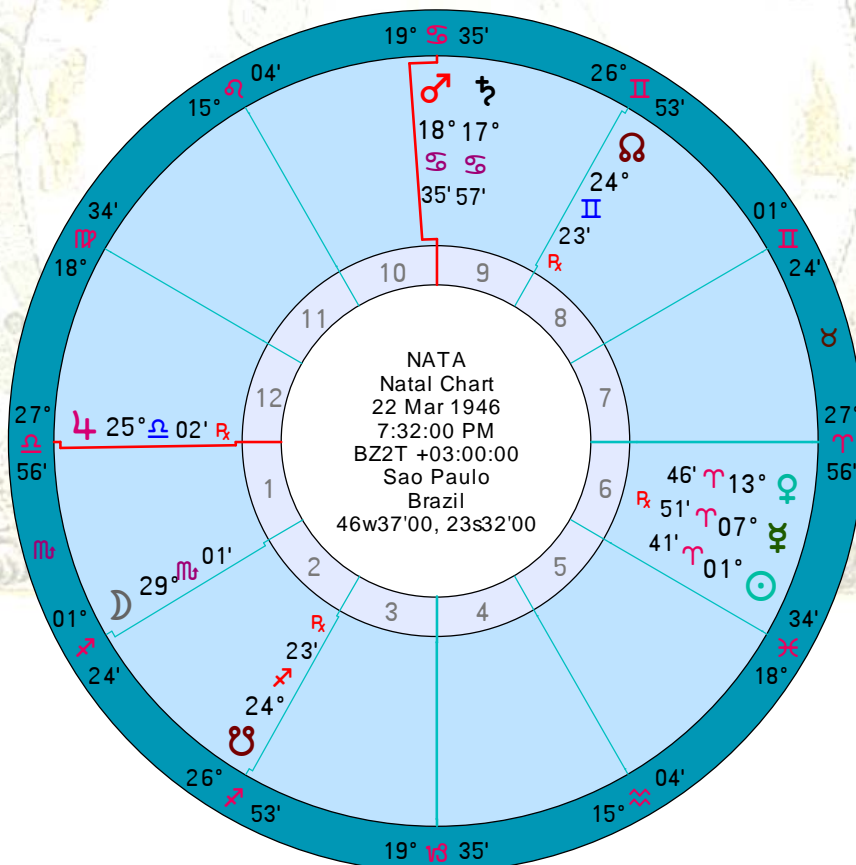 19° ♋ 35'
26° ♊ 53'
01° ♊ 24'
♉
27° ♈ 56'
34' ♓ 18°
04' ♒ 15°
19° ♑ 35'
26° ♐ 53'
01° ♐ 24'
♏
27° ♎ 56'
34' ♍ 18°
04' ♌ 15°
♂ 18° ♋ 35'
♄ 17° ♋ 57'
☊ 24° ♊ 23' ℞
♃ 25° ♎ 02' ℞
46' ♈ 13° ♀
℞ 51' ♈ 07° ☿
41' ♈ 01° ☉
☽ 29° ♏ 01'
☋ 24° ♐ 23' ℞
10
9
8
7
6
5
4
3
2
1
12
11
NATA
Natal Chart
22 Mar 1946
7:32:00 PM
BZ2T +03:00:00
Sao Paulo
Brazil
46w37'00, 23s32'00